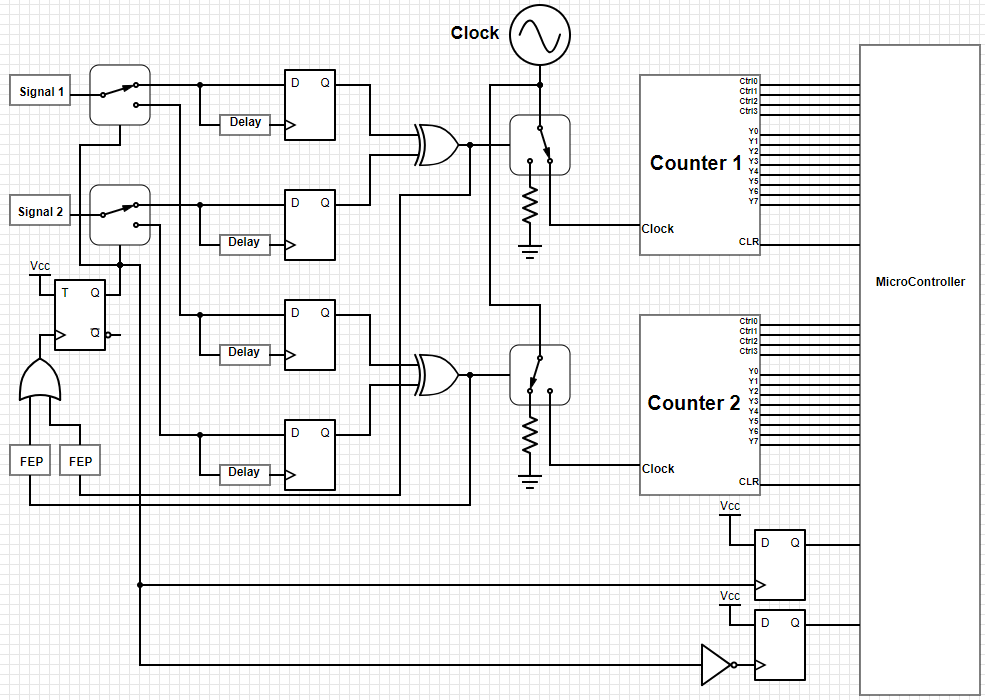 Clock
Signal 1
D Q
Delay
Signal 2
D Q
Delay
Vcc
T Q
Q
D Q
Delay
D Q
Delay
FEP
FEP
Counter 1
Ctrl0
Ctrl1
Ctrl2
Ctrl3
Y0
Y1
Y2
Y3
Y4
Y5
Y6
Y7
Clock
CLR
Counter 2
Ctrl0
Ctrl1
Ctrl2
Ctrl3
Y0
Y1
Y2
Y3
Y4
Y5
Y6
Y7
Clock
CLR
MicroController
Vcc
D Q
Vcc
D Q